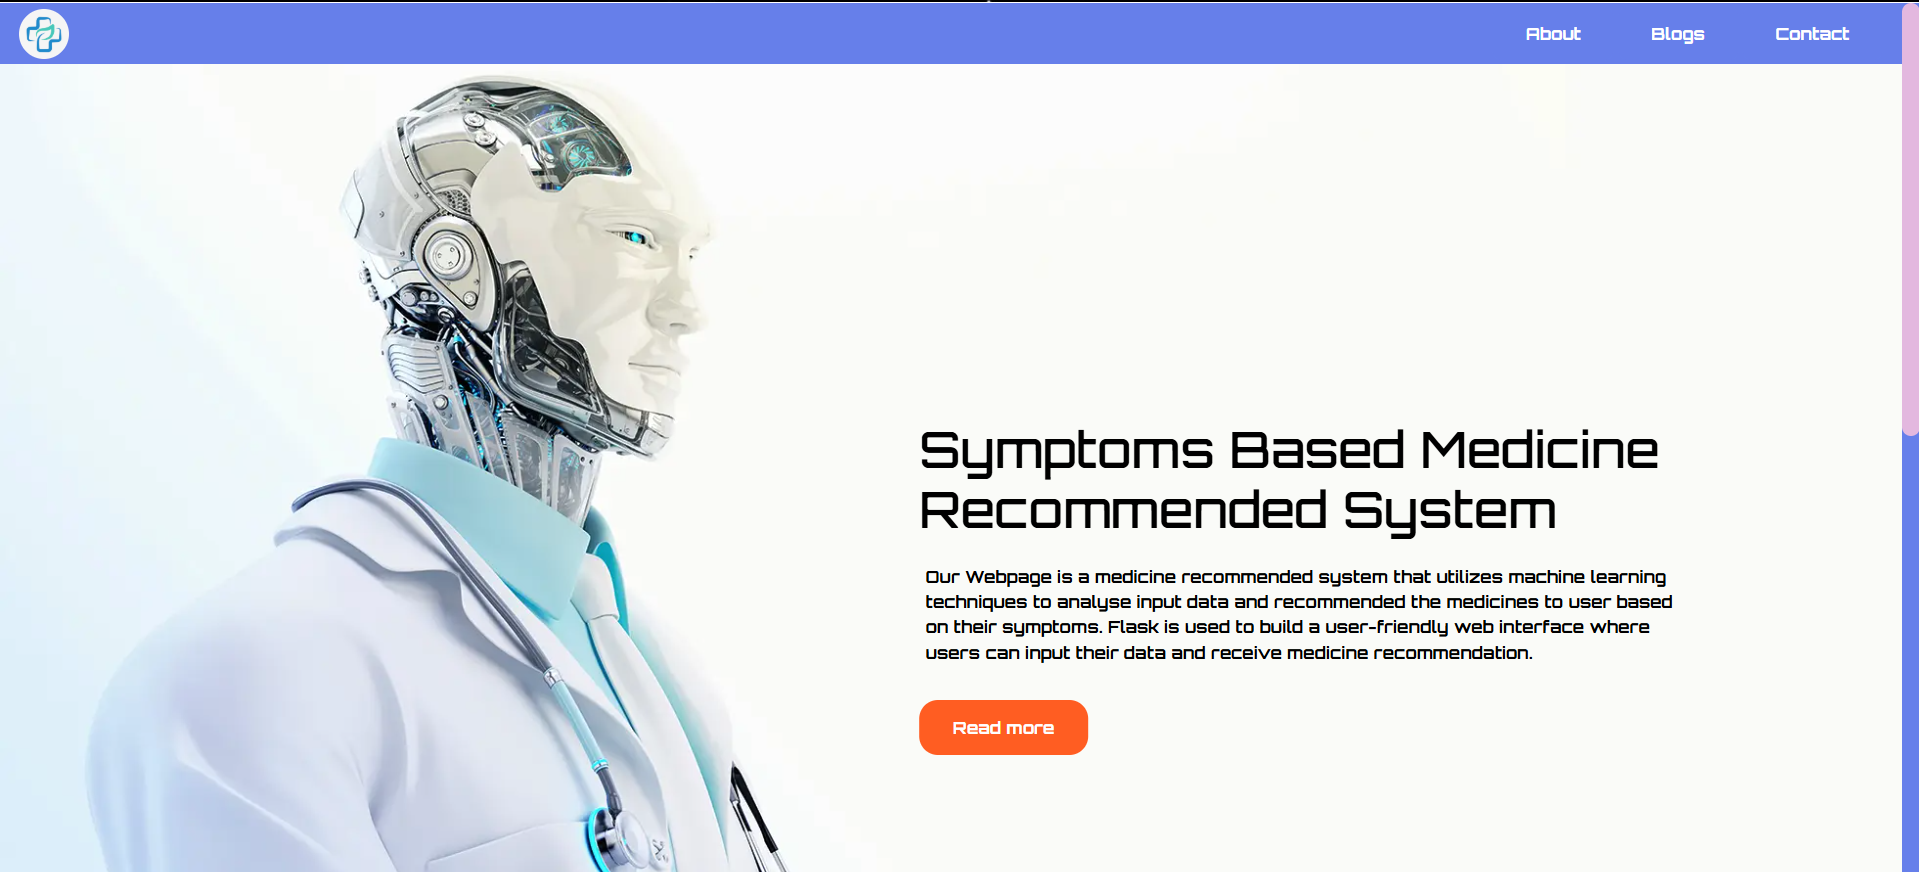 About
Blogs
Contact
Symptoms Based Medicine
Recommended System
Our Webpage is a medicine recommended system that utilizes machine learning
techniques to analyse input data and recommended the medicines to user based
on their symptoms. Flask is used to build a user-friendly web interface where
users can input their data and receive medicine recommendation.
Read more